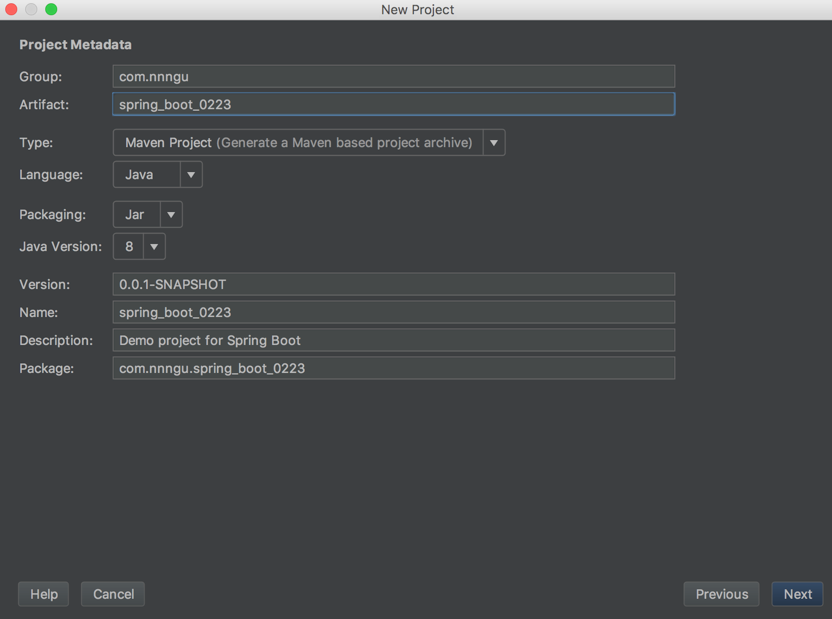 New Project
Project Metadata
Group: com.nnngu
Artifact: spring_boot_0223
Type: Maven Project (Generate a Maven based project archive)
Language: Java
Packaging: Jar
Java Version: 8
Version: 0.0.1-SNAPSHOT
Name: spring_boot_0223
Description: Demo project for Spring Boot
Package: com.nnngu.spring_boot_0223
Help Cancel Previous Next